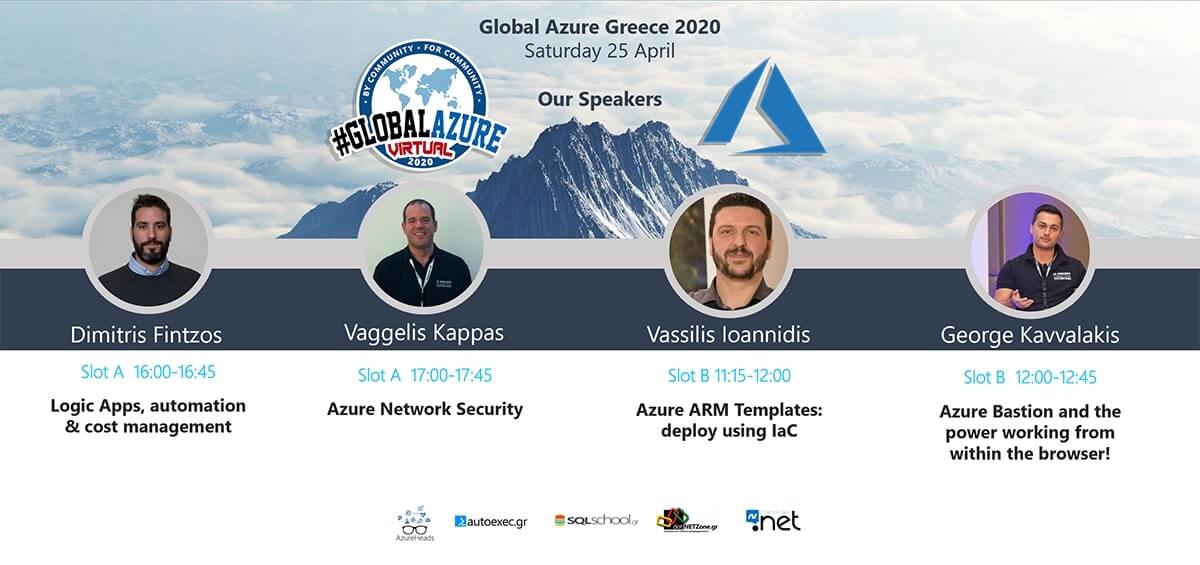 Global Azure Greece 2020
Saturday 25 April
BY COMMUNITY · FOR COMMUNITY
#GLOBALAZURE
VIRTUAL
2020
Our Speakers
Dimitris Fintzos
Slot A 16:00-16:45
Logic Apps, automation
& cost management
Vaggelis Kappas
Slot A 17:00-17:45
Azure Network Security
Vassilis Ioannidis
Slot B 11:15-12:00
Azure ARM Templates:
deploy using IaC
George Kavvalakis
Slot B 12:00-12:45
Azure Bastion and the
power working from
within the browser!
AzureHeads
autoexec.gr
SQLschool.gr
dotNETZone.gr
.net